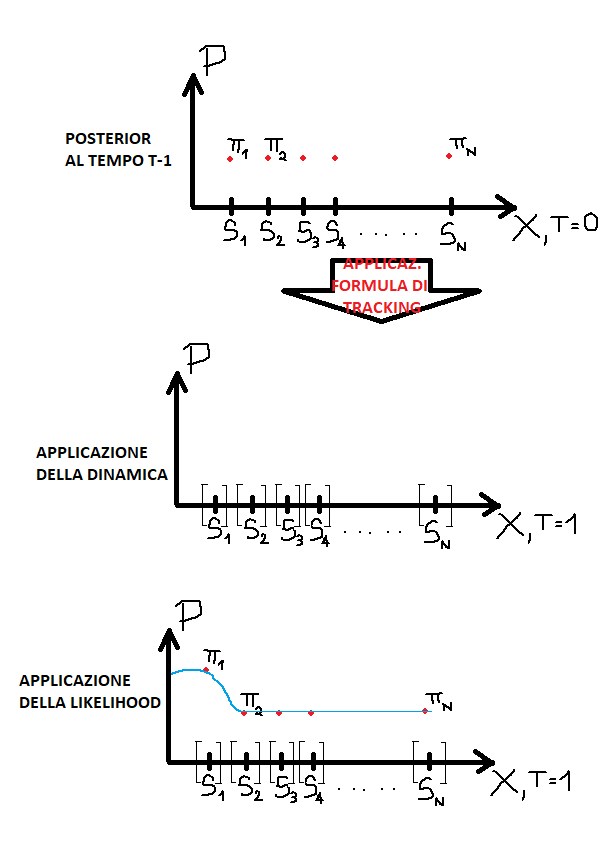 P
POSTERIOR
AL TEMPO T-1
π1 π2 πN
S1 S2 S3 S4 ..... SN X, T=0
APPLICAZ.
FORMULA DI
TRACKING
P
APPLICAZIONE
DELLA DINAMICA
[S1] [S2] [S3] [S4] ..... [SN] X, T=1
P
APPLICAZIONE
DELLA LIKELIHOOD
π1
π2 πN
[S1] [S2] [S3] [S4] ..... [SN] X, T=1